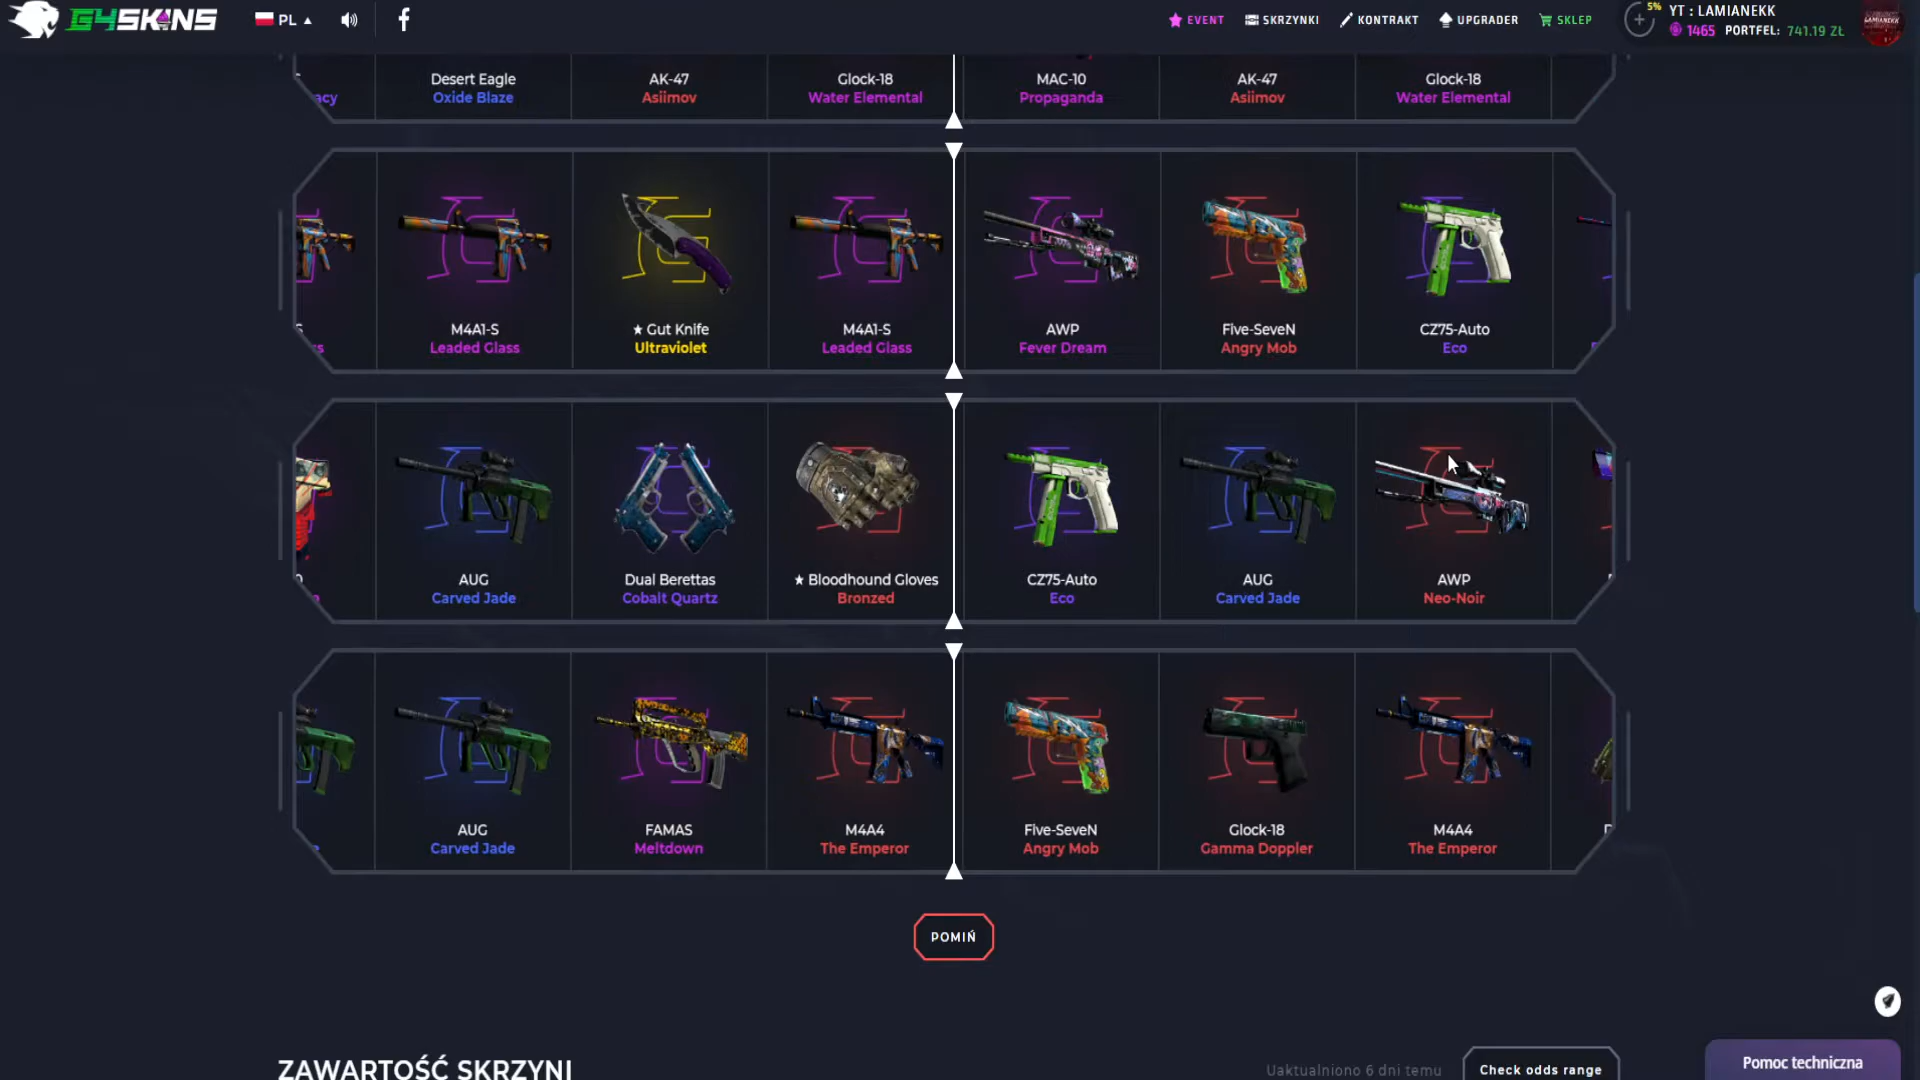 G4SKINS
PL
EVENT
SKRZYNKI
KONTRAKT
UPGRADER
SKLEP
5%
YT : LAMIANEKK
1465 PORTFEL: 741.19 ZŁ
Desert Eagle
Oxide Blaze
AK-47
Asiimov
Glock-18
Water Elemental
MAC-10
Propaganda
AK-47
Asiimov
Glock-18
Water Elemental
M4A1-S
Leaded Glass
★ Gut Knife
Ultraviolet
M4A1-S
Leaded Glass
AWP
Fever Dream
Five-SeveN
Angry Mob
CZ75-Auto
Eco
AUG
Carved Jade
Dual Berettas
Cobalt Quartz
★ Bloodhound Gloves
Bronzed
CZ75-Auto
Eco
AUG
Carved Jade
AWP
Neo-Noir
AUG
Carved Jade
FAMAS
Meltdown
M4A4
The Emperor
Five-SeveN
Angry Mob
Glock-18
Gamma Doppler
M4A4
The Emperor
POMIŃ
ZAWARTOŚĆ SKRZYNI
Uaktualniono 6 dni temu
Check odds range
Pomoc techniczna